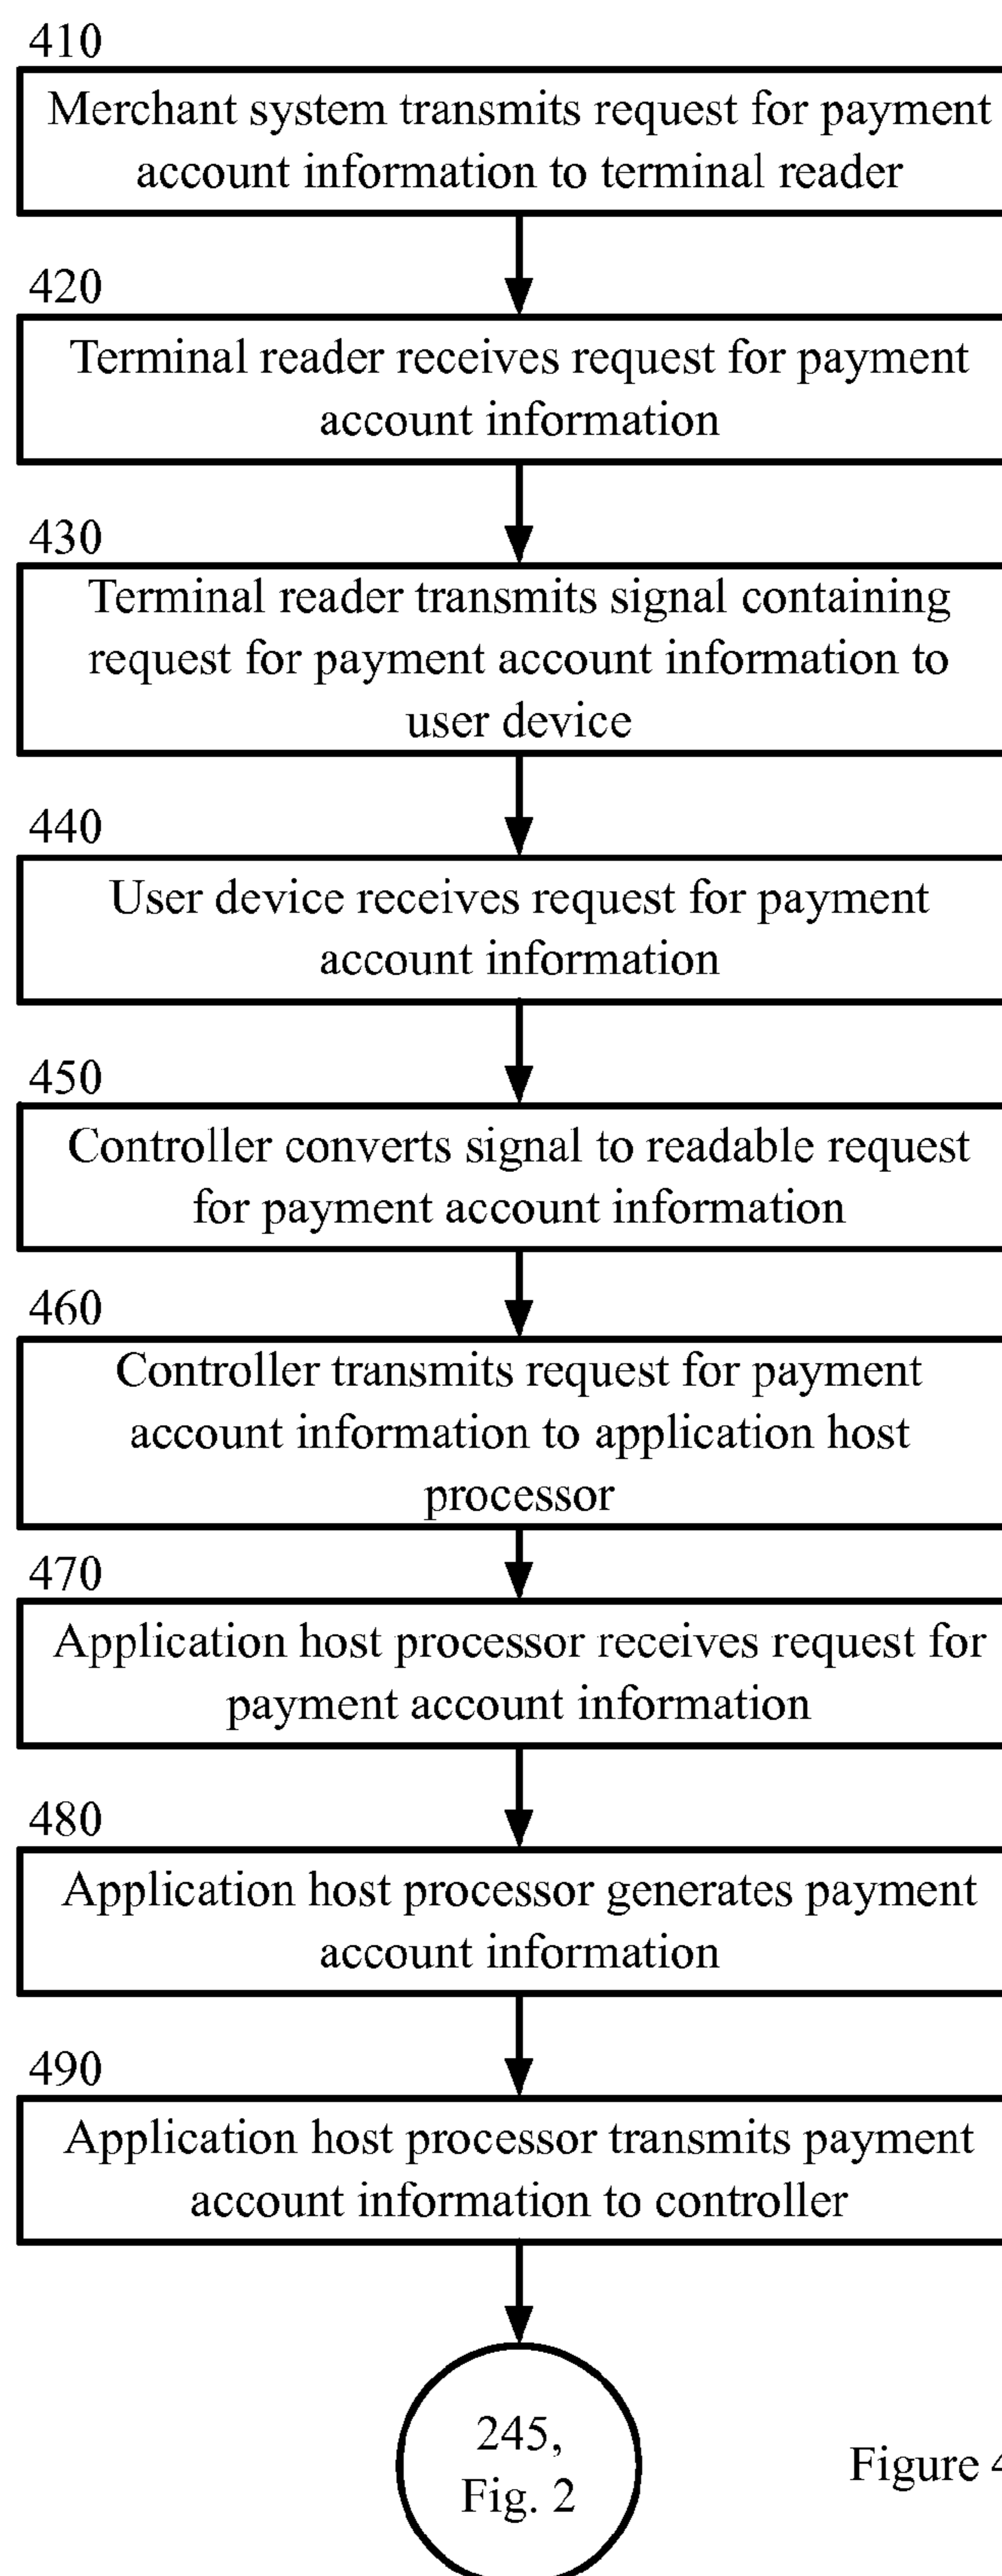 410
Merchant system transmits request for payment
account information to terminal reader
420
Terminal reader receives request for payment
account information
430
Terminal reader transmits signal containing
request for payment account information to
user device
440
User device receives request for payment
account information
450
Controller converts signal to readable request
for payment account information
460
Controller transmits request for payment
account information to application host
processor
470
Application host processor receives request for
payment account information
480
Application host processor generates payment
account information
490
Application host processor transmits payment
account information to controller
245,
Fig. 2
Figure 4